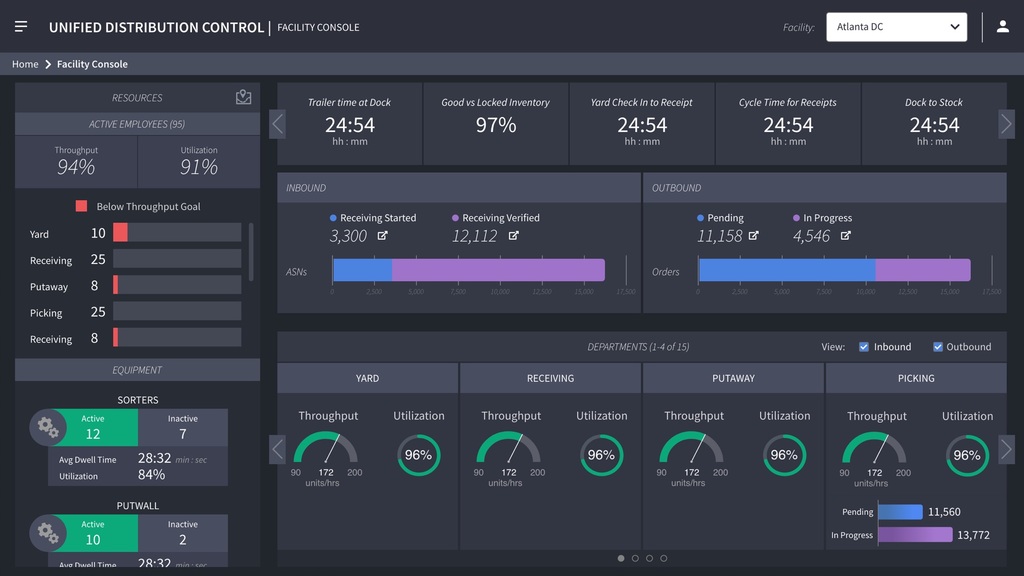 UNIFIED DISTRIBUTION CONTROL | FACILITY CONSOLE
Facility:
Atlanta DC
Home
Facility Console
RESOURCES
ACTIVE EMPLOYEES (95)
Throughput
94%
Utilization
91%
Below Throughput Goal
Yard 10
Receiving 25
Putaway 8
Picking 25
Receiving 8
EQUIPMENT
SORTERS
Active
12
Inactive
7
Avg Dwell Time 28:32 min : sec
Utilization 84%
PUTWALL
Active
10
Inactive
2
Avg Dwell Time 28:32 min : sec
Trailer time at Dock
24:54
hh : mm
Good vs Locked Inventory
97%
Yard Check In to Receipt
24:54
hh : mm
Cycle Time for Receipts
24:54
hh : mm
Dock to Stock
24:54
hh : mm
INBOUND
Receiving Started
3,300
Receiving Verified
12,112
ASNs
0 2,500 5,000 7,500 10,000 12,500 15,000 17,500
OUTBOUND
Pending
11,158
In Progress
4,546
Orders
0 2,500 5,000 7,500 10,000 12,500 15,000 17,500
DEPARTMENTS (1-4 of 15)
View:
Inbound
Outbound
YARD
Throughput
90 172 200
units/hrs
Utilization
96%
RECEIVING
Throughput
90 172 200
units/hrs
Utilization
96%
PUTAWAY
Throughput
90 172 200
units/hrs
Utilization
96%
PICKING
Throughput
90 172 200
units/hrs
Utilization
96%
Pending 11,560
In Progress 13,772